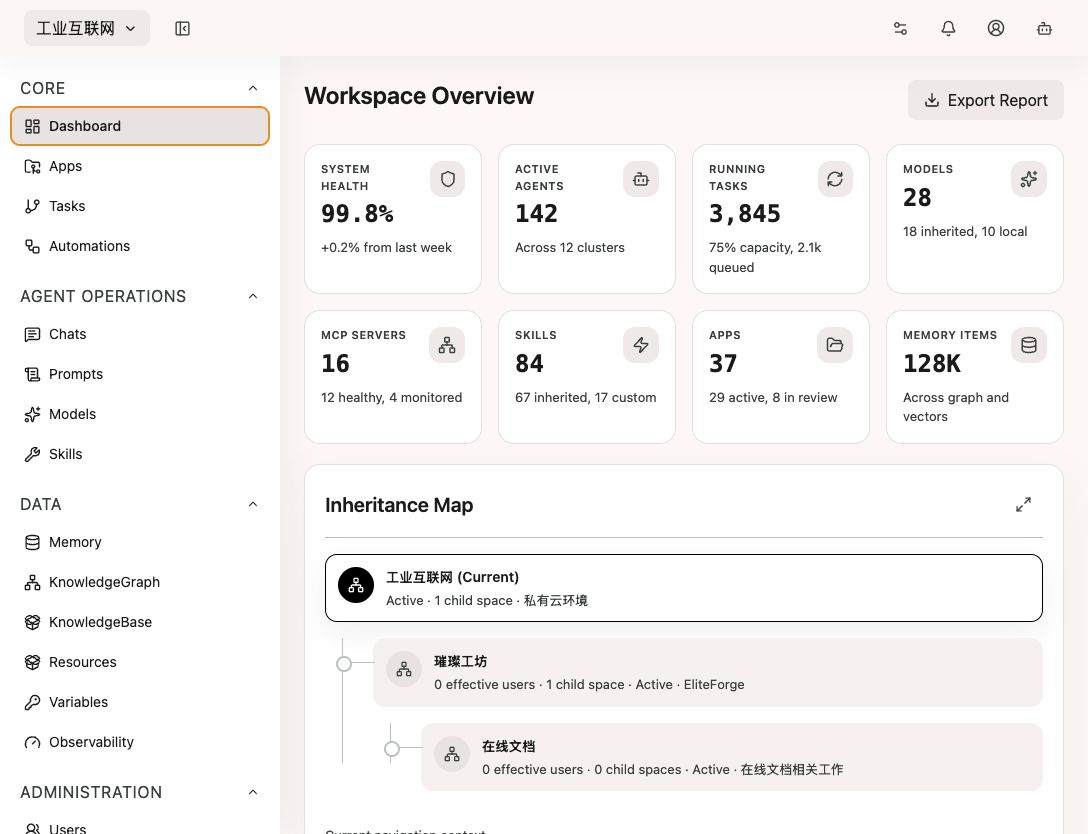 工业互联网
CORE
Dashboard
Apps
Tasks
Automations
AGENT OPERATIONS
Chats
Prompts
Models
Skills
DATA
Memory
KnowledgeGraph
KnowledgeBase
Resources
Variables
Observability
ADMINISTRATION
Users
Workspace Overview
Export Report
SYSTEM
HEALTH
99.8%
+0.2% from last week
ACTIVE
AGENTS
142
Across 12 clusters
RUNNING
TASKS
3,845
75% capacity, 2.1k
queued
MODELS
28
18 inherited, 10 local
MCP SERVERS
16
12 healthy, 4 monitored
SKILLS
84
67 inherited, 17 custom
APPS
37
29 active, 8 in review
MEMORY ITEMS
128K
Across graph and
vectors
Inheritance Map
工业互联网 (Current)
Active · 1 child space · 私有云环境
璀璨工坊
0 effective users · 1 child space · Active · EliteForge
在线文档
0 effective users · 0 child spaces · Active · 在线文档相关工作
Current navigation context